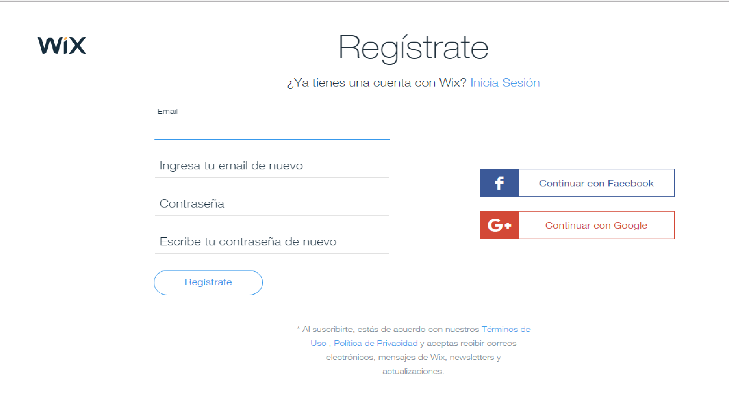 WiX
Regístrate
¿Ya tienes una cuenta con Wix? Inicia Sesión
Email
Ingresa tu email de nuevo
Contraseña
Escribe tu contraseña de nuevo
Regístrate
f Continuar con Facebook
G+ Continuar con Google
* Al suscribirte, estás de acuerdo con nuestros Términos de
Uso , Política de Privacidad y aceptas recibir correos
electrónicos, mensajes de Wix, newsletters y
actualizaciones.